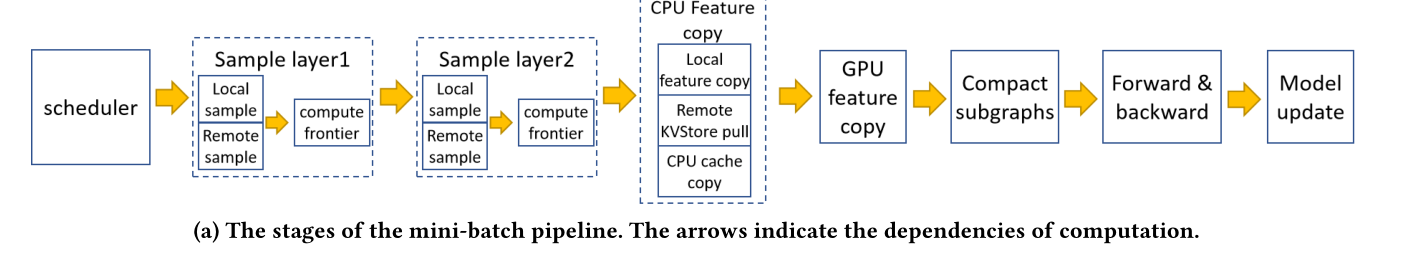 scheduler
Sample layer1
Local
sample
Remote
sample
compute
frontier
Sample layer2
Local
sample
Remote
sample
compute
frontier
CPU Feature
copy
Local
feature copy
Remote
KVStore pull
CPU cache
copy
GPU
feature
copy
Compact
subgraphs
Forward &
backward
Model
update
(a) The stages of the mini-batch pipeline. The arrows indicate the dependencies of computation.